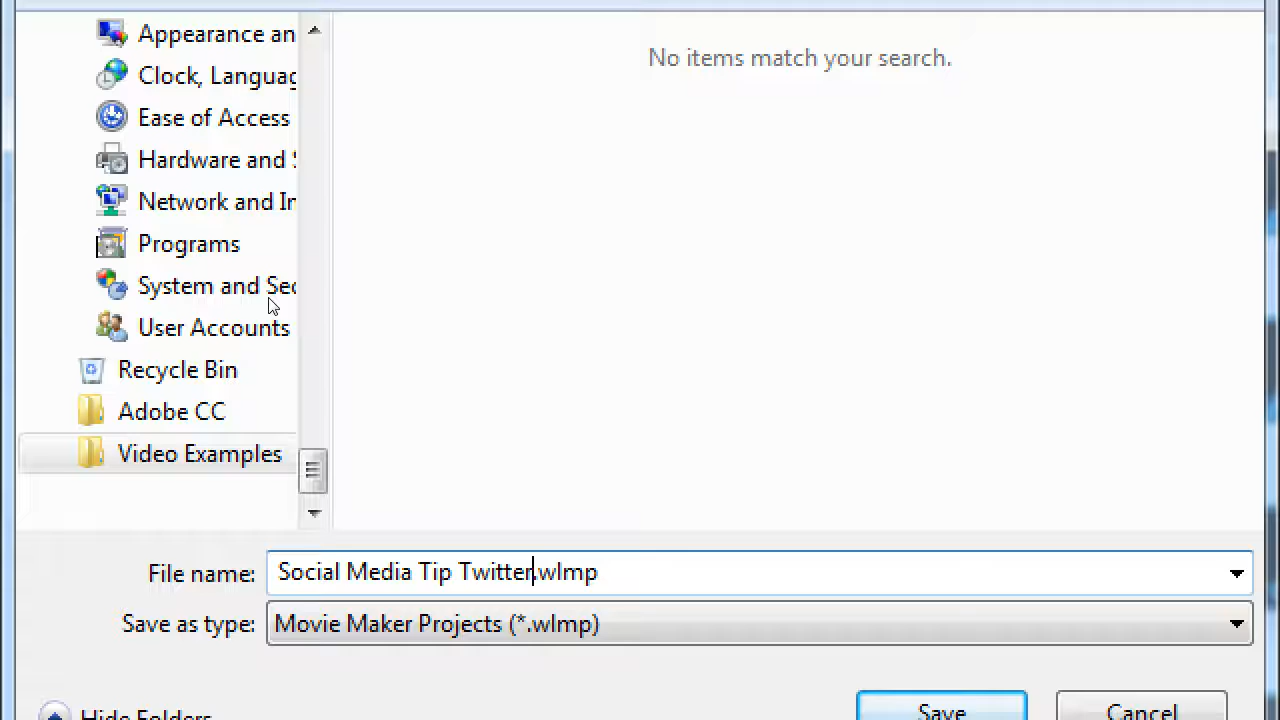 Appearance an
No items match your search.
Clock, Languag
Ease of Access
Hardware and S
Network and In
Programs
System and Sec
User Accounts
Recycle Bin
Adobe CC
Video Examples
File name: Social Media Tip Twitter.wlmp
Save as type: Movie Maker Projects (*.wlmp)
Hide Folders
Save
Cancel